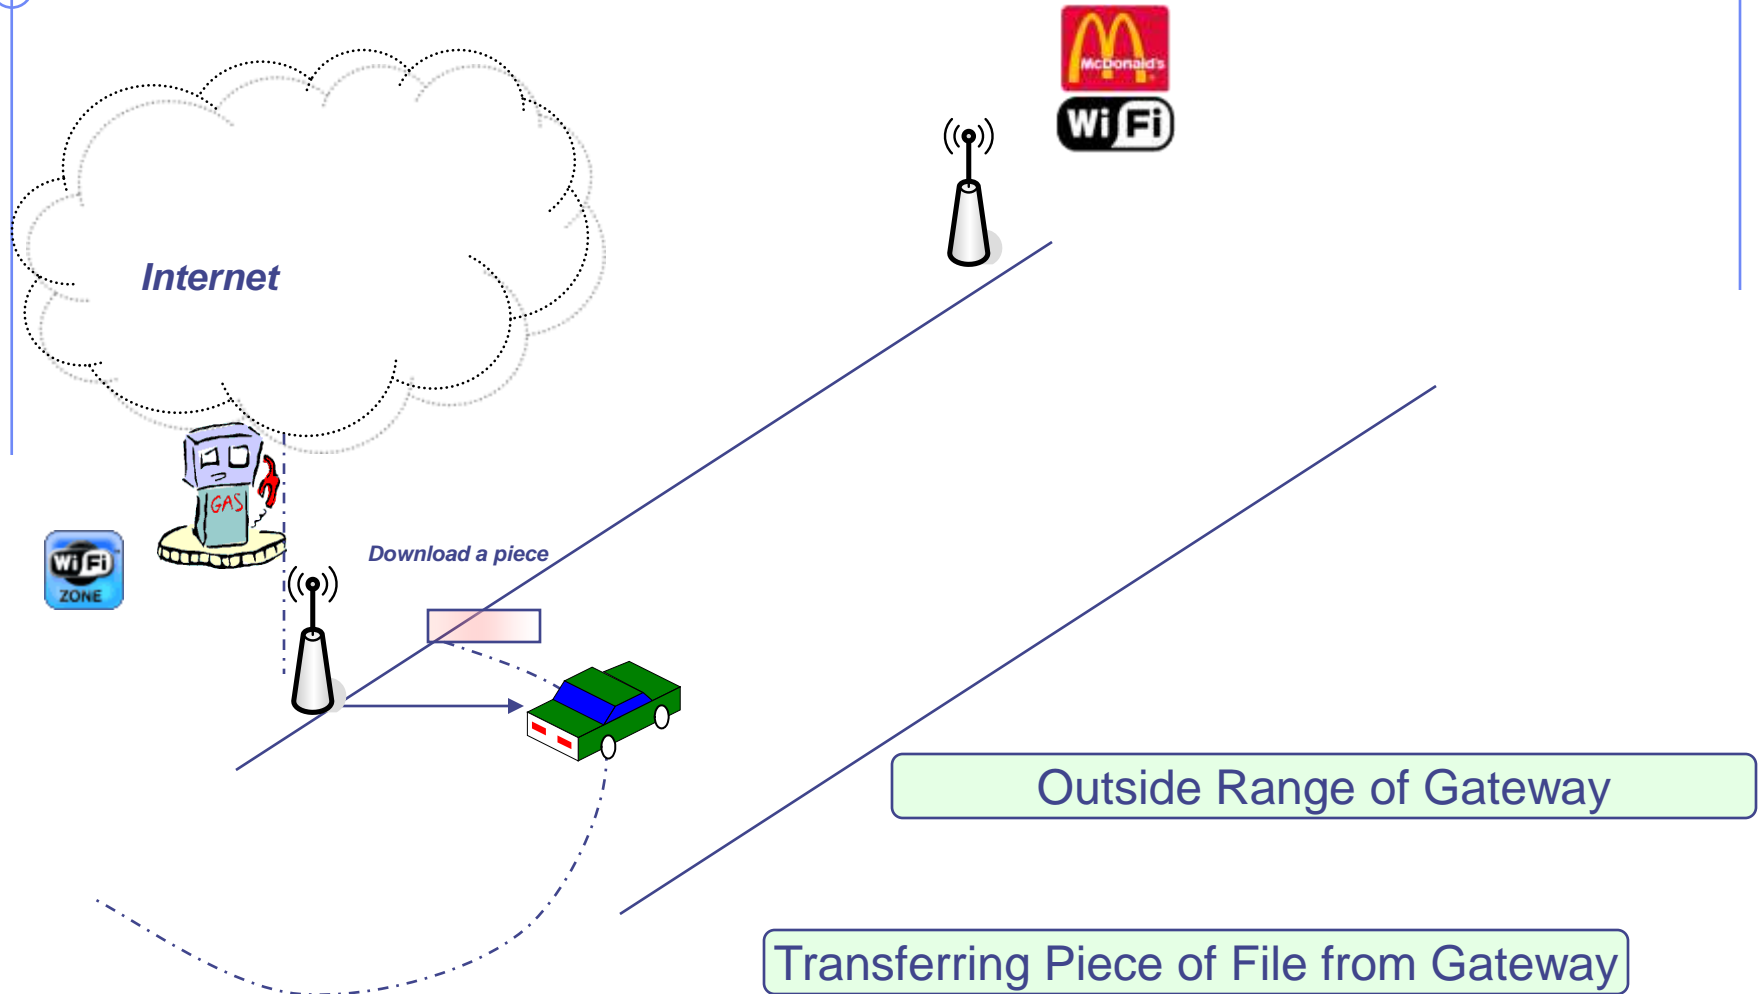 McDonald's
Wi Fi
Internet
GAS
Wi Fi
ZONE
Download a piece
Outside Range of Gateway
Transferring Piece of File from Gateway